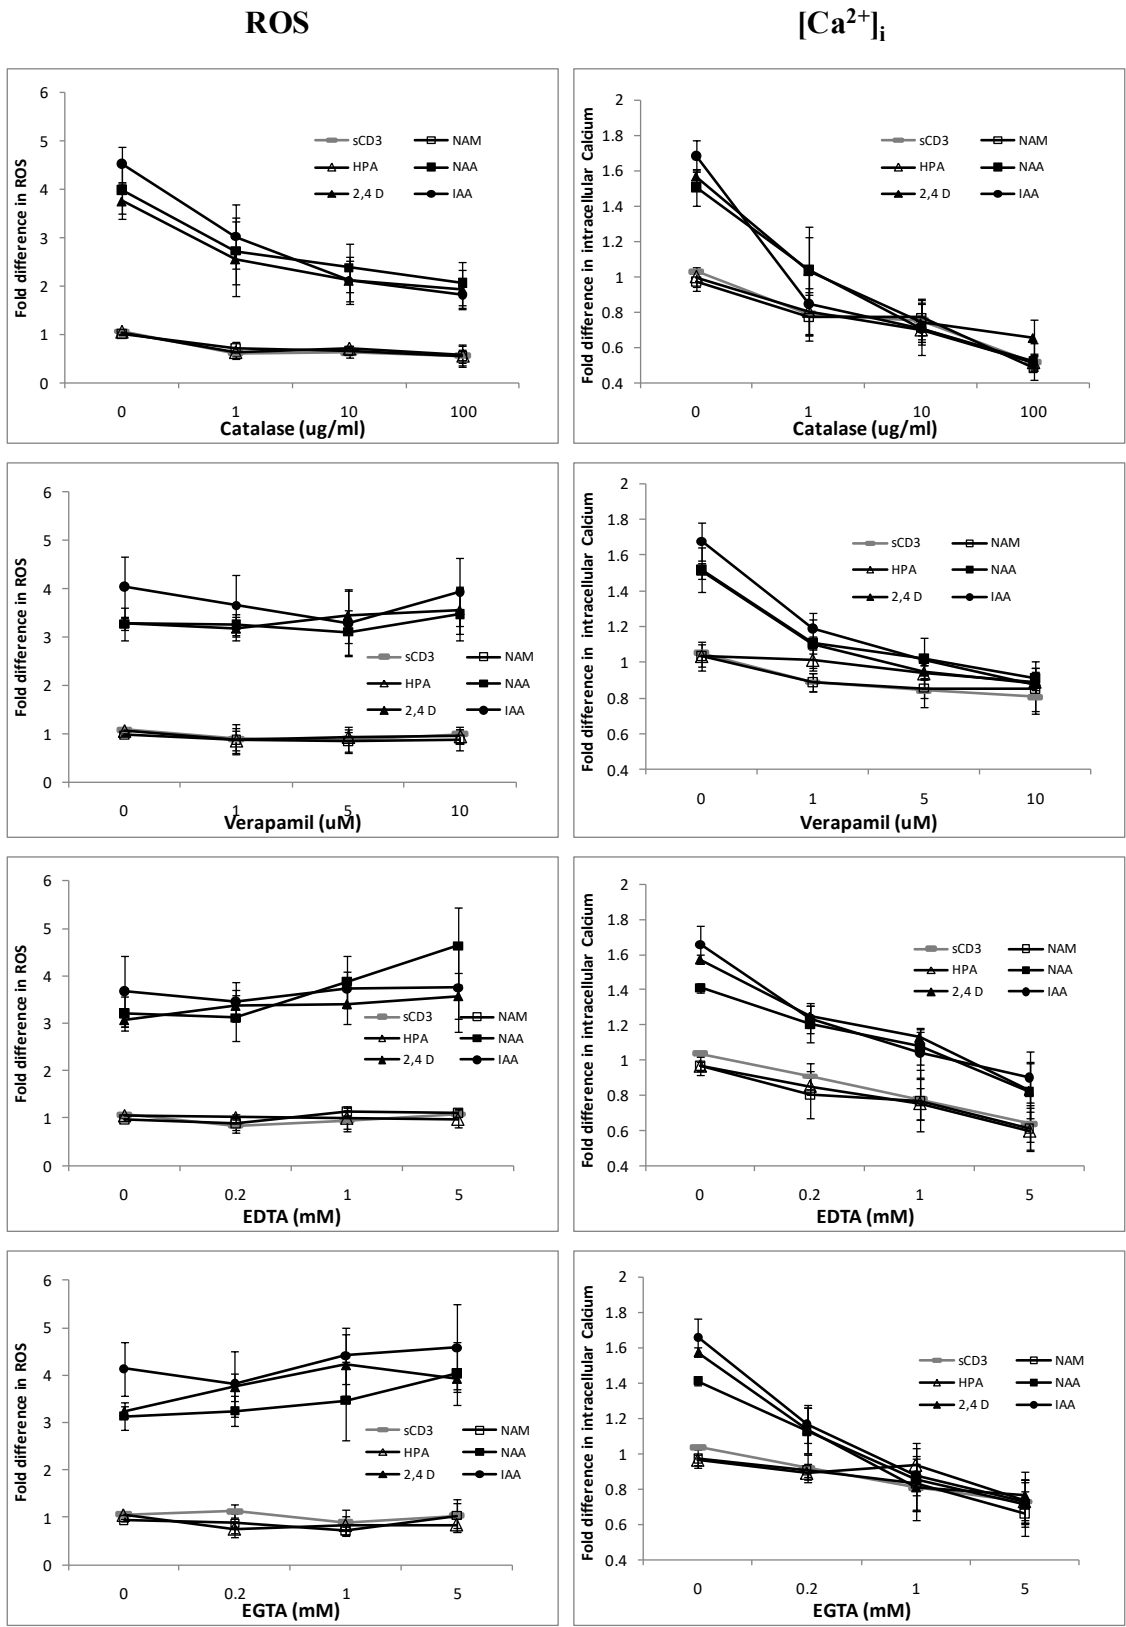 ROS [Ca²⁺]ᵢ
Fold difference in ROS
6
5
4
3
2
1
0
sCD3 NAM
HPA NAA
2,4 D IAA
0 1 10 100
Catalase (ug/ml)
Fold difference in intracellular Calcium
2
1.8
1.6
1.4
1.2
1
0.8
0.6
0.4
sCD3 NAM
HPA NAA
2,4 D IAA
0 1 10 100
Catalase (ug/ml)
Fold difference in ROS
6
5
4
3
2
1
0
sCD3 NAM
HPA NAA
2,4 D IAA
0 1 5 10
Verapamil (uM)
Fold difference in intracellular Calcium
2
1.8
1.6
1.4
1.2
1
0.8
0.6
0.4
sCD3 NAM
HPA NAA
2,4 D IAA
0 1 5 10
Verapamil (uM)
Fold difference in ROS
6
5
4
3
2
1
0
sCD3 NAM
HPA NAA
2,4 D IAA
0 0.2 1 5
EDTA (mM)
Fold difference in intracellular Calcium
2
1.8
1.6
1.4
1.2
1
0.8
0.6
0.4
sCD3 NAM
HPA NAA
2,4 D IAA
0 0.2 1 5
EDTA (mM)
Fold difference in ROS
6
5
4
3
2
1
0
sCD3 NAM
HPA NAA
2,4 D IAA
0 0.2 1 5
EGTA (mM)
Fold difference in intracellular Calcium
2
1.8
1.6
1.4
1.2
1
0.8
0.6
0.4
sCD3 NAM
HPA NAA
2,4 D IAA
0 0.2 1 5
EGTA (mM)